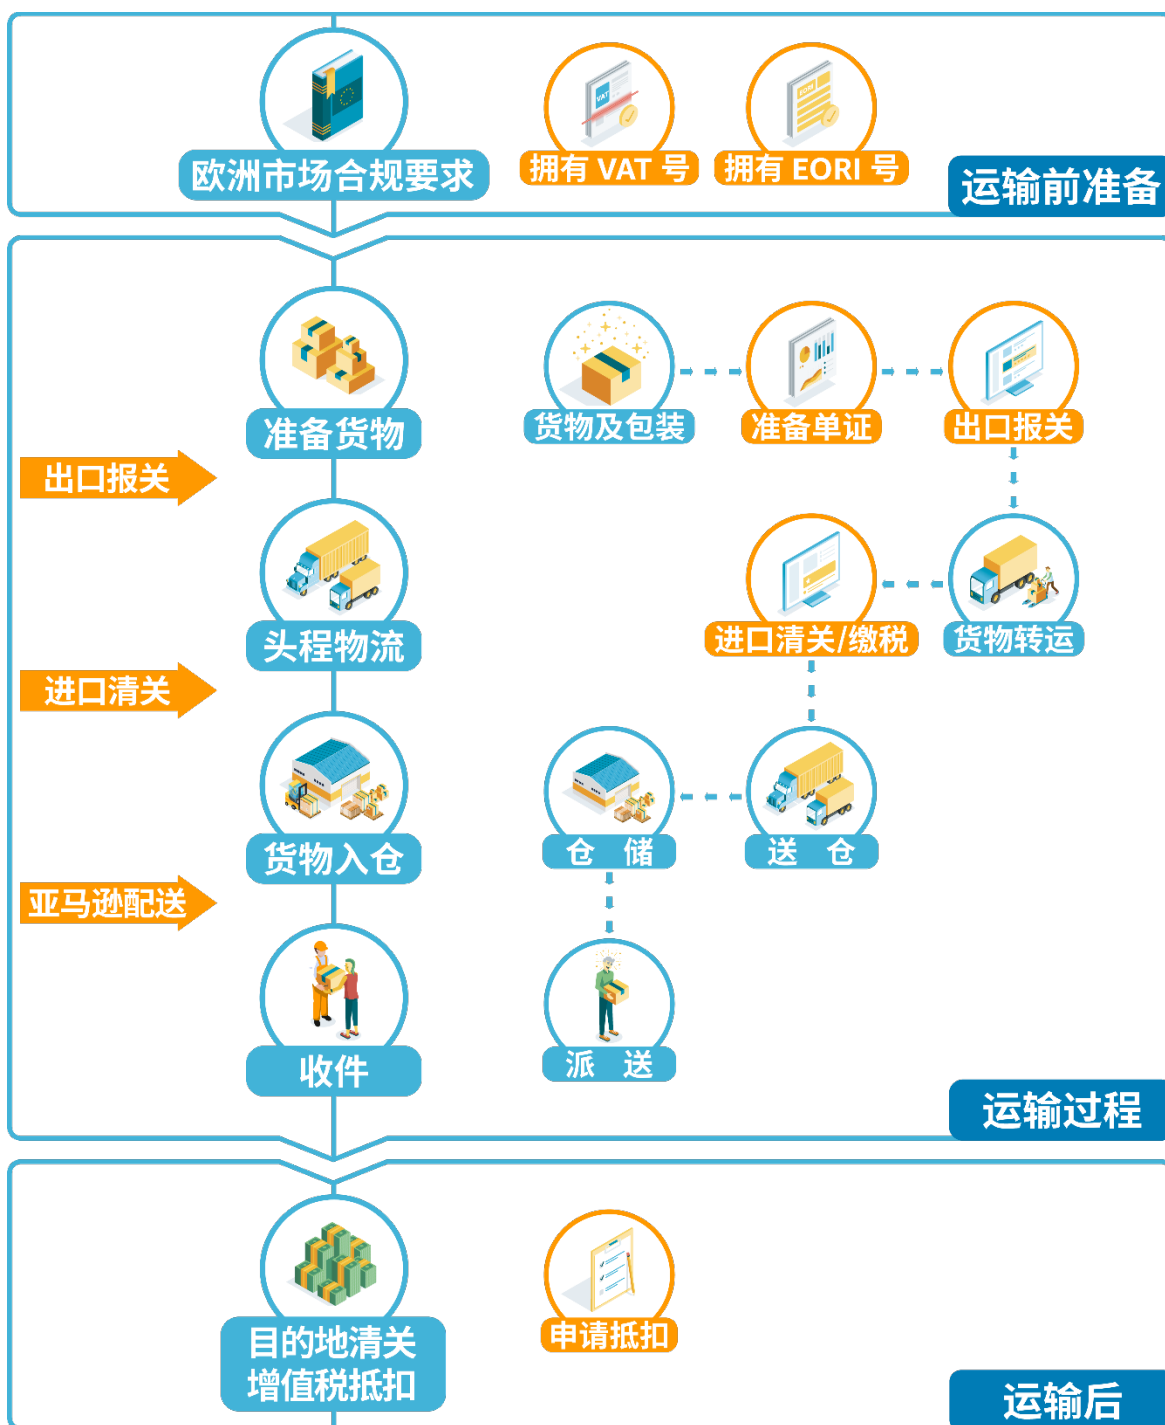 VAT
EORI
欧洲市场合规要求
拥有 VAT 号
拥有 EORI 号
运输前准备
准备货物
货物及包装
准备单证
出口报关
出口报关
头程物流
进口清关/缴税
货物转运
进口清关
货物入仓
仓 储
送 仓
亚马逊配送
收件
派 送
运输过程
目的地清关
增值税抵扣
申请抵扣
运输后